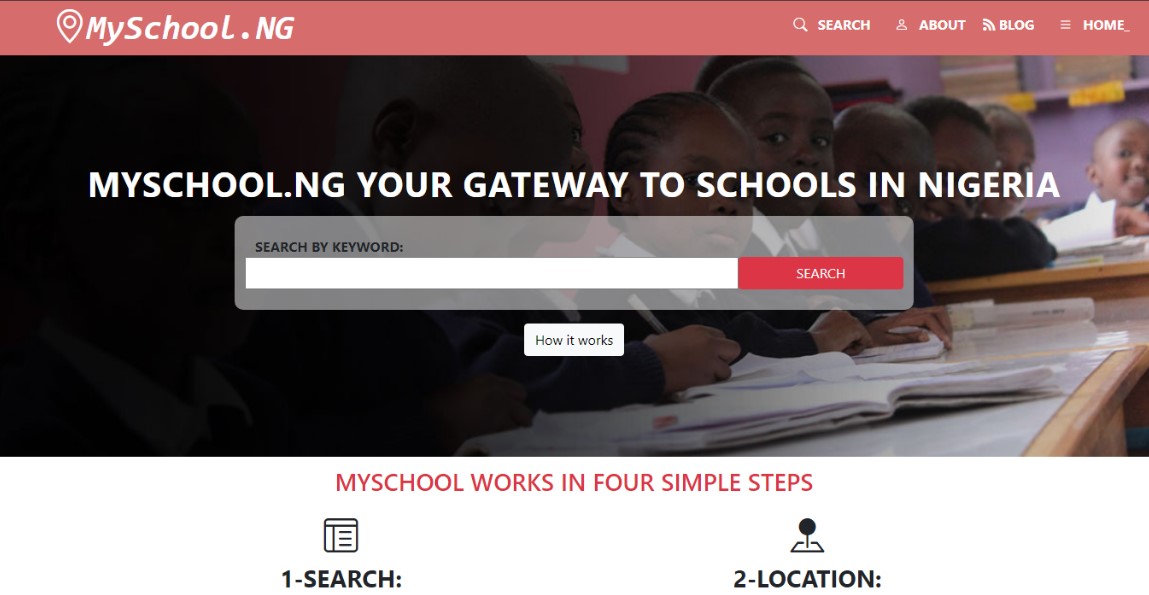 MySchool.NG
SEARCH ABOUT BLOG HOME_
MYSCHOOL.NG YOUR GATEWAY TO SCHOOLS IN NIGERIA
SEARCH BY KEYWORD:
SEARCH
How it works
MYSCHOOL WORKS IN FOUR SIMPLE STEPS
1-SEARCH:
2-LOCATION: